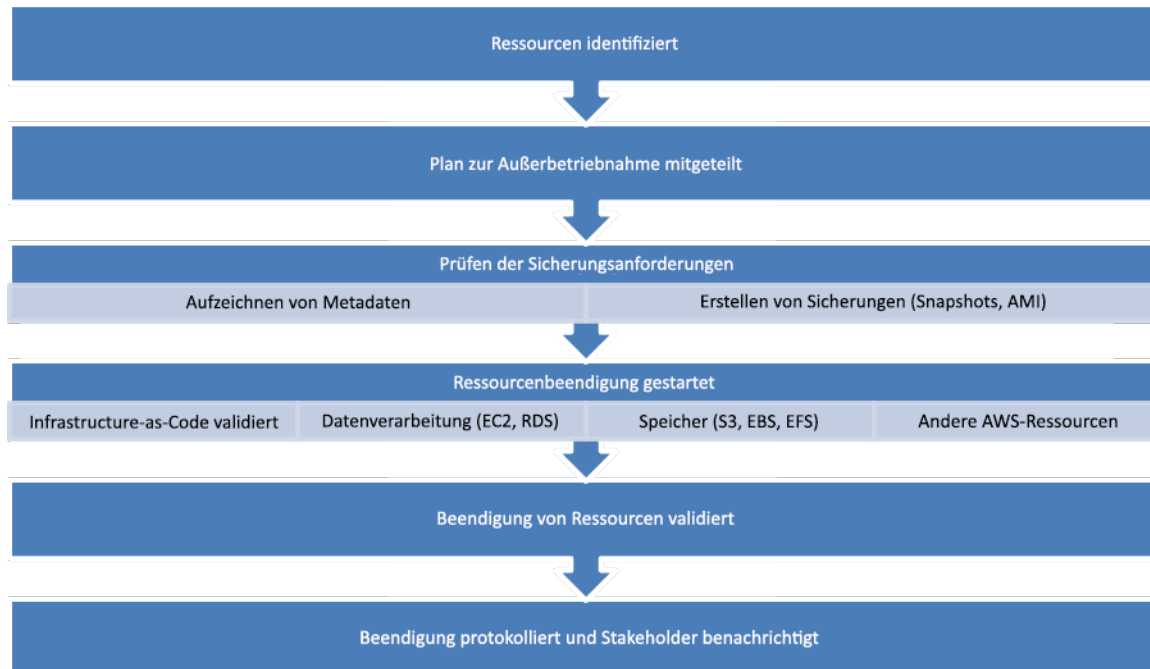 Ressourcen identifiziert
Plan zur Außerbetriebnahme mitgeteilt
Prüfen der Sicherungsanforderungen
Aufzeichnen von Metadaten
Erstellen von Sicherungen (Snapshots, AMI)
Ressourcenbeendigung gestartet
Infrastructure-as-Code validiert
Datenverarbeitung (EC2, RDS)
Speicher (S3, EBS, EFS)
Andere AWS-Ressourcen
Beendigung von Ressourcen validiert
Beendigung protokolliert und Stakeholder benachrichtigt